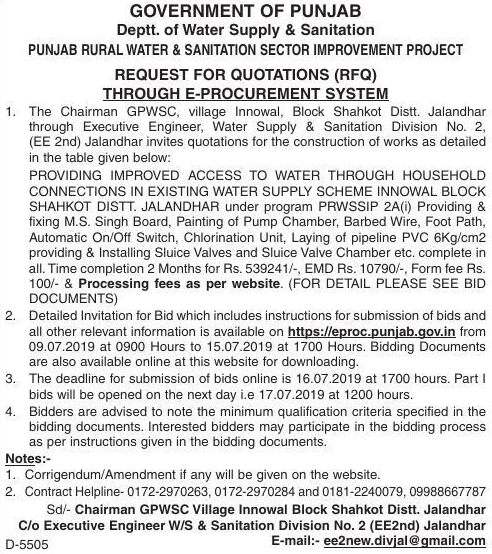 GOVERNMENT OF PUNJAB
Deptt. of Water Supply & Sanitation
PUNJAB RURAL WATER & SANITATION SECTOR IMPROVEMENT PROJECT
REQUEST FOR QUOTATIONS (RFQ)
THROUGH E-PROCUREMENT SYSTEM
1. The Chairman GPWSC, village Innowal, Block Shahkot Distt. Jalandhar
through Executive Engineer, Water Supply & Sanitation Division No. 2,
(EE 2nd) Jalandhar invites quotations for the construction of works as detailed
in the table given below:
PROVIDING IMPROVED ACCESS TO WATER THROUGH HOUSEHOLD
CONNECTIONS IN EXISTING WATER SUPPLY SCHEME INNOWAL BLOCK
SHAHKOT DISTT. JALANDHAR under program PRWSSIP 2A(i) Providing &
fixing M.S. Singh Board, Painting of Pump Chamber, Barbed Wire, Foot Path,
Automatic On/Off Switch, Chlorination Unit, Laying of pipeline PVC 6Kg/cm2
providing & Installing Sluice Valves and Sluice Valve Chamber etc. complete in
all. Time completion 2 Months for Rs. 539241/-, EMD Rs. 10790/-, Form fee Rs.
100/- & Processing fees as per website. (FOR DETAIL PLEASE SEE BID
DOCUMENTS)
2. Detailed Invitation for Bid which includes instructions for submission of bids and
all other relevant information is available on https://eproc.punjab.gov.in from
09.07.2019 at 0900 Hours to 15.07.2019 at 1700 Hours. Bidding Documents
are also available online at this website for downloading.
3. The deadline for submission of bids online is 16.07.2019 at 1700 hours. Part I
bids will be opened on the next day i.e 17.07.2019 at 1200 hours.
4. Bidders are advised to note the minimum qualification criteria specified in the
bidding documents. Interested bidders may participate in the bidding process
as per instructions given in the bidding documents.
Notes:-
1. Corrigendum/Amendment if any will be given on the website.
2. Contract Helpline- 0172-2970263, 0172-2970284 and 0181-2240079, 09988667787
Sd/- Chairman GPWSC Village Innowal Block Shahkot Distt. Jalandhar
C/o Executive Engineer W/S & Sanitation Division No. 2 (EE2nd) Jalandhar
D-5505 E-mail:- ee2new.divjal@gmail.com